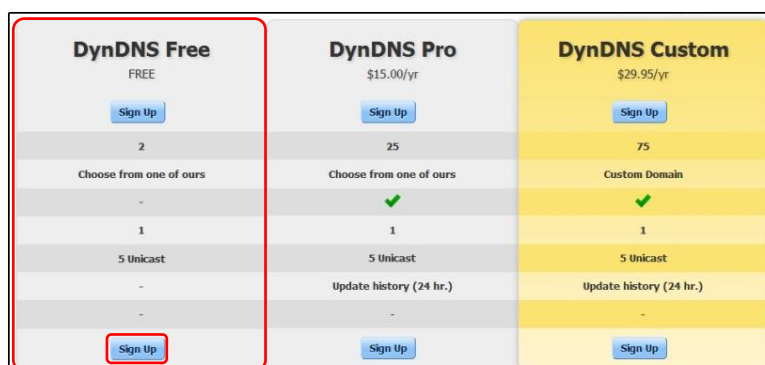 DynDNS Free DynDNS Pro DynDNS Custom
FREE $15.00/yr $29.95/yr
Sign Up Sign Up Sign Up
2 25 75
Choose from one of ours Choose from one of ours Custom Domain
-
1 1 1
5 Unicast 5 Unicast 5 Unicast
- Update history (24 hr.) Update history (24 hr.)
- - -
Sign Up Sign Up Sign Up